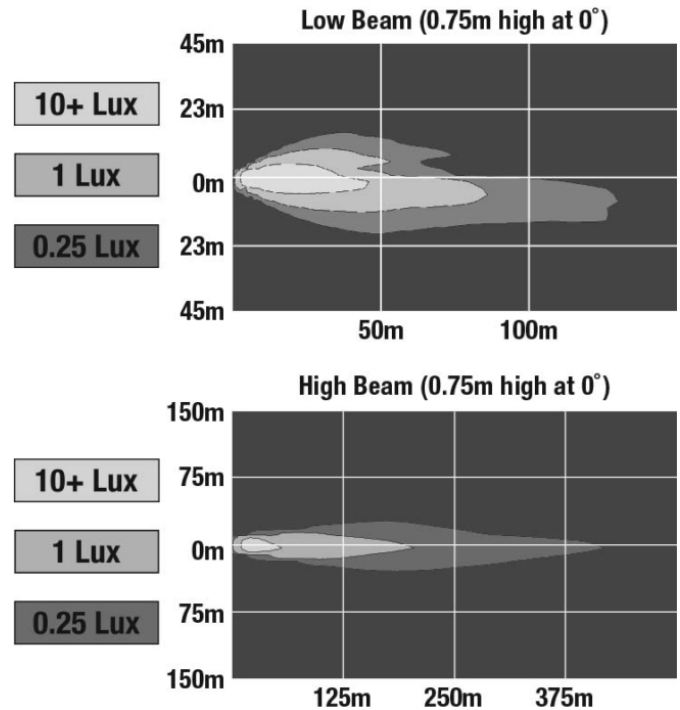 Low Beam (0.75m high at 0°)
10+ Lux
1 Lux
0.25 Lux
45m
23m
0m
23m
45m
50m
100m
High Beam (0.75m high at 0°)
10+ Lux
1 Lux
0.25 Lux
150m
75m
0m
75m
150m
125m
250m
375m